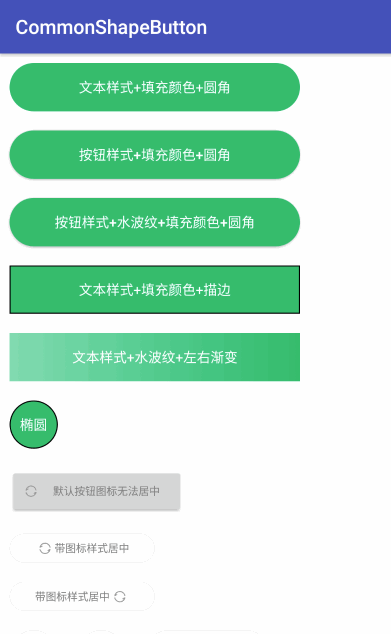 CommonShapeButton
文本样式+填充颜色+圆角
按钮样式+填充颜色+圆角
按钮样式+水波纹+填充颜色+圆角
文本样式+填充颜色+描边
文本样式+水波纹+左右渐变
椭圆
默认按钮图标无法居中
带图标样式居中
带图标样式居中